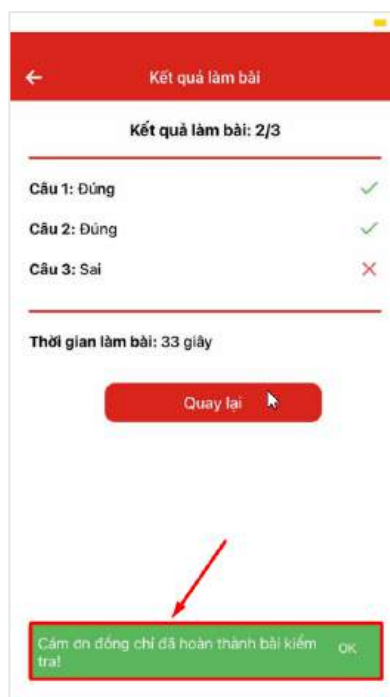 Kết quả làm bài
Kết quả làm bài: 2/3
Câu 1: Đúng
Câu 2: Đúng
Câu 3: Sai
Thời gian làm bài: 33 giây
Quay lại
Cám ơn đồng chí đã hoàn thành bài kiểm OK
tra!